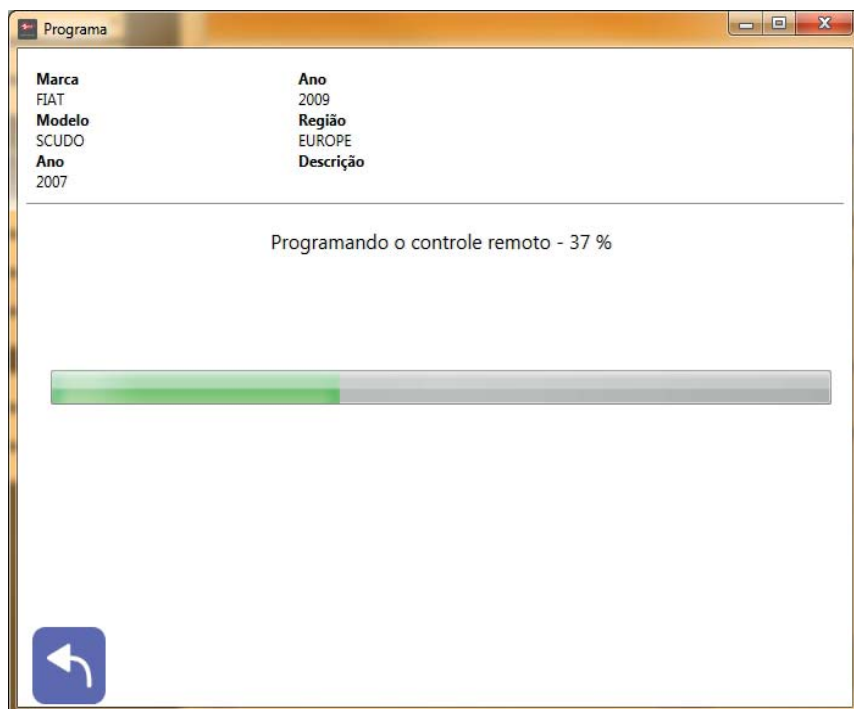 Programa
Marca
FIAT
Modelo
SCUDO
Ano
2007
Ano
2009
Região
EUROPE
Descrição
Programando o controle remoto - 37 %